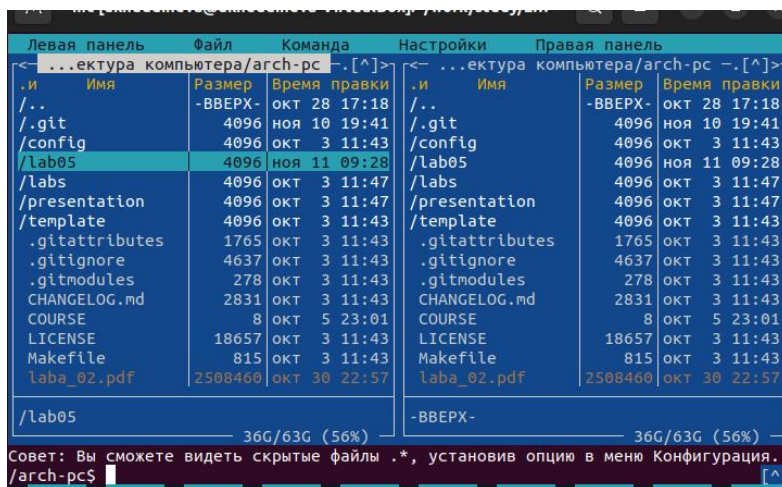 Левая панель Файл Команда Настройки Правая панель
<─ ...ектура компьютера/arch-pc ─.[^]> <─ ...ектура компьютера/arch-pc ─.[^]>
.и Имя Размер Время правки .и Имя Размер Время правки
/.. -ВВЕРХ- окт 28 17:18 /.. -ВВЕРХ- окт 28 17:18
/.git 4096 ноя 10 19:41 /.git 4096 ноя 10 19:41
/config 4096 окт 3 11:43 /config 4096 окт 3 11:43
/lab05 4096 ноя 11 09:28 /lab05 4096 ноя 11 09:28
/labs 4096 окт 3 11:47 /labs 4096 окт 3 11:47
/presentation 4096 окт 3 11:47 /presentation 4096 окт 3 11:47
/template 4096 окт 3 11:43 /template 4096 окт 3 11:43
.gitattributes 1765 окт 3 11:43 .gitattributes 1765 окт 3 11:43
.gitignore 4637 окт 3 11:43 .gitignore 4637 окт 3 11:43
.gitmodules 278 окт 3 11:43 .gitmodules 278 окт 3 11:43
CHANGELOG.md 2831 окт 3 11:43 CHANGELOG.md 2831 окт 3 11:43
COURSE 8 окт 5 23:01 COURSE 8 окт 5 23:01
LICENSE 18657 окт 3 11:43 LICENSE 18657 окт 3 11:43
Makefile 815 окт 3 11:43 Makefile 815 окт 3 11:43
laba_02.pdf 2508460 окт 30 22:57 laba_02.pdf 2508460 окт 30 22:57
/lab05 -ВВЕРХ-
36G/63G (56%) 36G/63G (56%)
Совет: Вы сможете видеть скрытые файлы .*, установив опцию в меню Конфигурация.
/arch-pc$ [^